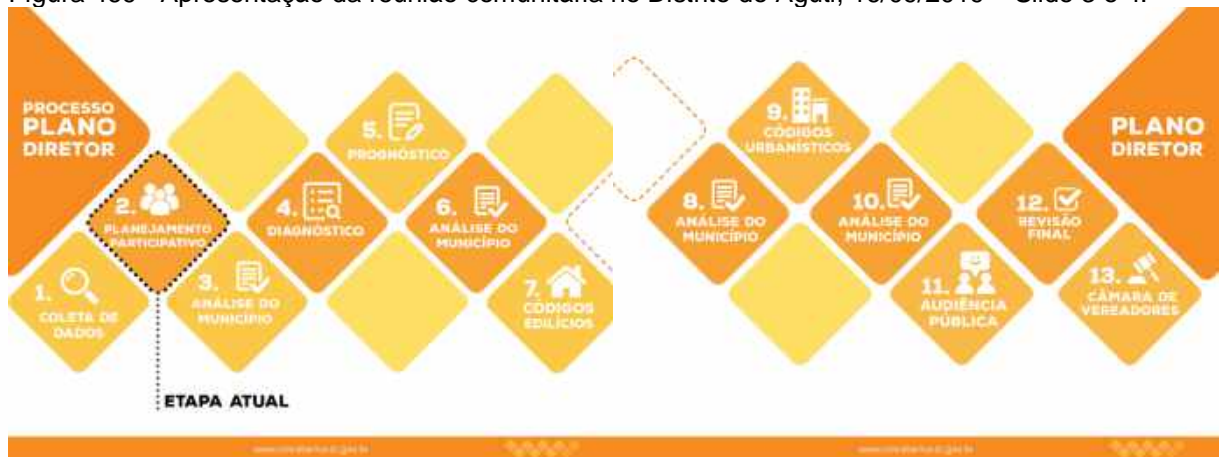 PROCESSO
PLANO
DIRETOR
1.
COLETA DE
DADOS
2.
PLANEJAMENTO
PARTICIPATIVO
3.
ANÁLISE DO
MUNICÍPIO
4.
DIAGNÓSTICO
5.
PROGNÓSTICO
6.
ANÁLISE DO
MUNICÍPIO
7.
CÓDIGOS
EDILÍCIOS
ETAPA ATUAL
8.
ANÁLISE DO
MUNICÍPIO
9.
CÓDIGOS
URBANÍSTICOS
10.
ANÁLISE DO
MUNICÍPIO
11.
AUDIÊNCIA
PÚBLICA
12.
REVISÃO
FINAL
13.
CÂMARA DE
VEREADORES
PLANO
DIRETOR